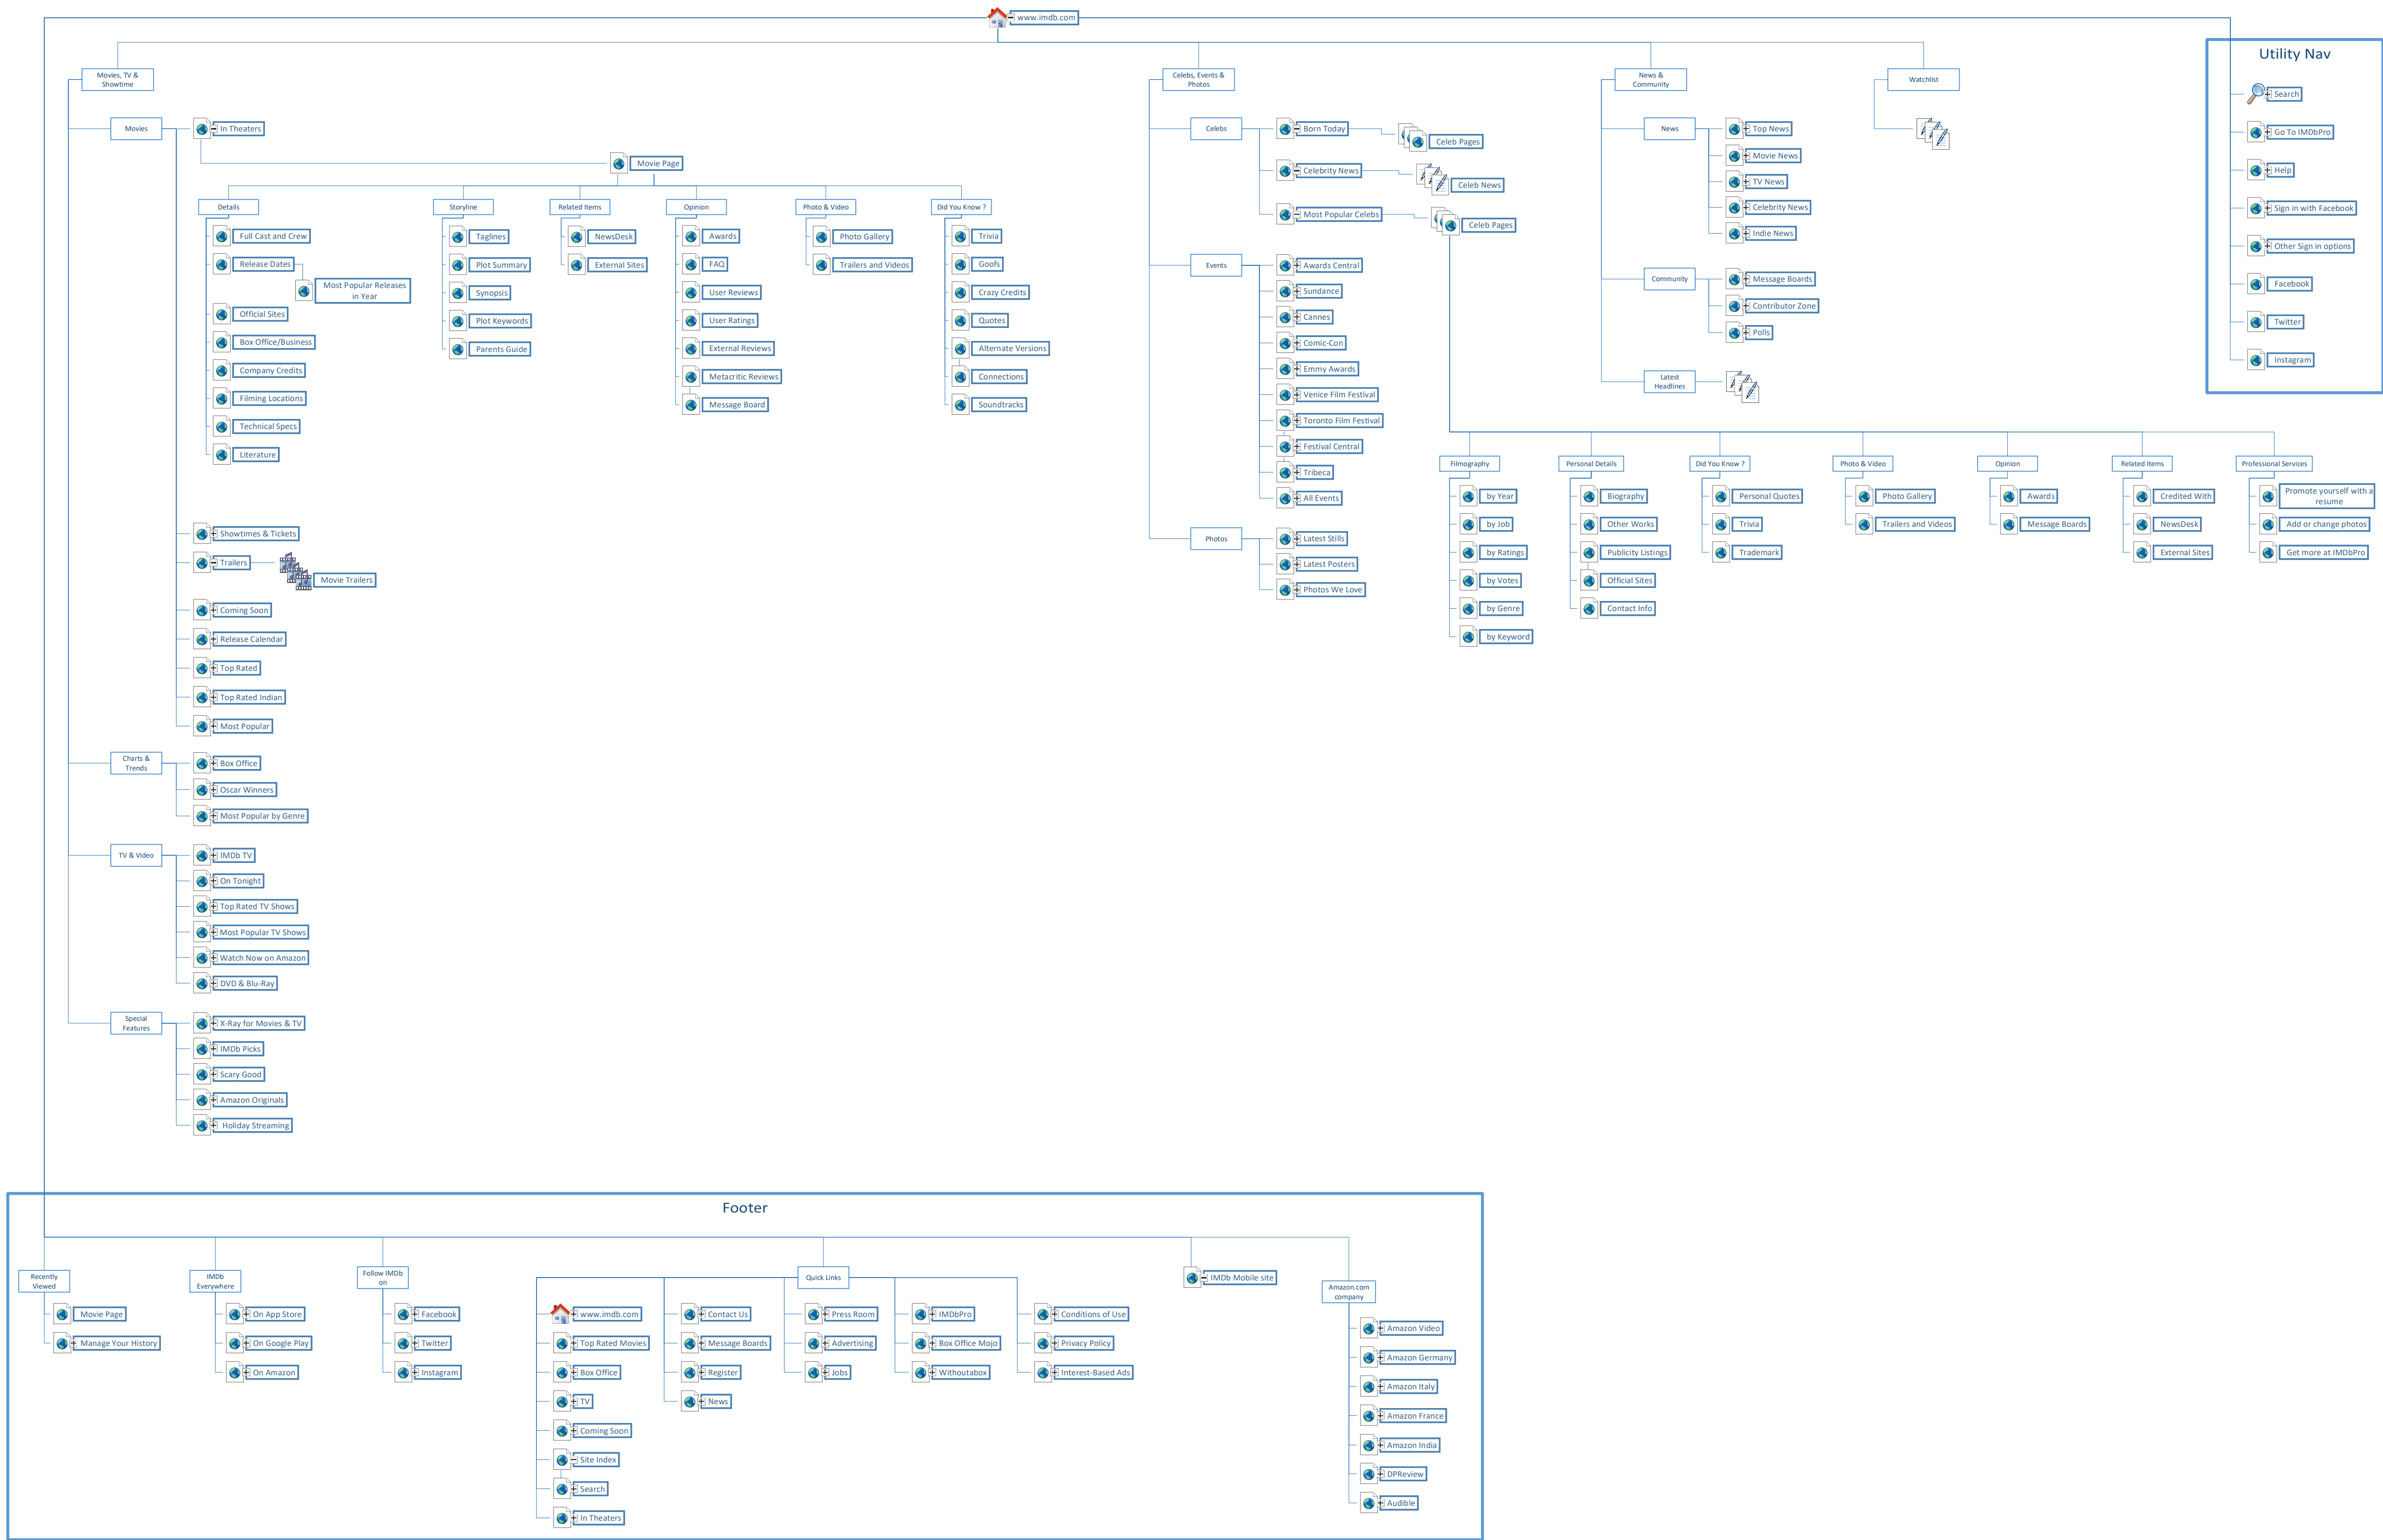 www.imdb.com
Utility Nav
Search
Go To IMDbPro
Help
Sign in with Facebook
Other Sign in options
Facebook
Twitter
Instagram
Movies, TV &
Showtime
Movies
In Theaters
Movie Page
Details
Full Cast and Crew
Release Dates
Most Popular Releases
in Year
Official Sites
Box Office/Business
Company Credits
Filming Locations
Technical Specs
Literature
Storyline
Taglines
Plot Summary
Synopsis
Plot Keywords
Parents Guide
Related Items
NewsDesk
External Sites
Opinion
Awards
FAQ
User Reviews
User Ratings
External Reviews
Metacritic Reviews
Message Board
Photo & Video
Photo Gallery
Trailers and Videos
Did You Know ?
Trivia
Goofs
Crazy Credits
Quotes
Alternate Versions
Connections
Soundtracks
Showtimes & Tickets
Trailers
Movie Trailers
Coming Soon
Release Calendar
Top Rated
Top Rated Indian
Most Popular
Charts &
Trends
Box Office
Oscar Winners
Most Popular by Genre
TV & Video
IMDb TV
On Tonight
Top Rated TV Shows
Most Popular TV Shows
Watch Now on Amazon
DVD & Blu-Ray
Special
Features
X-Ray for Movies & TV
IMDb Picks
Scary Good
Amazon Originals
Holiday Streaming
Celebs, Events &
Photos
Celebs
Born Today
Celeb Pages
Celebrity News
Celeb News
Most Popular Celebs
Celeb Pages
Events
Awards Central
Sundance
Cannes
Comic-Con
Emmy Awards
Venice Film Festival
Toronto Film Festival
Festival Central
Tribeca
All Events
Photos
Latest Stills
Latest Posters
Photos We Love
Filmography
by Year
by Job
by Ratings
by Votes
by Genre
by Keyword
Personal Details
Biography
Other Works
Publicity Listings
Official Sites
Contact Info
Did You Know ?
Personal Quotes
Trivia
Trademark
Photo & Video
Photo Gallery
Trailers and Videos
Opinion
Awards
Message Boards
Related Items
Credited With
NewsDesk
External Sites
Professional Services
Promote yourself with a
resume
Add or change photos
Get more at IMDbPro
News &
Community
News
Top News
Movie News
TV News
Celebrity News
Indie News
Community
Message Boards
Contributor Zone
Polls
Latest
Headlines
Watchlist
Footer
Recently
Viewed
Movie Page
Manage Your History
IMDb
Everywhere
On App Store
On Google Play
On Amazon
Follow IMDb
on
Facebook
Twitter
Instagram
Quick Links
www.imdb.com
Top Rated Movies
Box Office
TV
Coming Soon
Site Index
Search
In Theaters
Contact Us
Message Boards
Register
News
Press Room
Advertising
Jobs
IMDbPro
Box Office Mojo
Withoutabox
Conditions of Use
Privacy Policy
Interest-Based Ads
IMDb Mobile site
Amazon.com
company
Amazon Video
Amazon Germany
Amazon Italy
Amazon France
Amazon India
DPReview
Audible